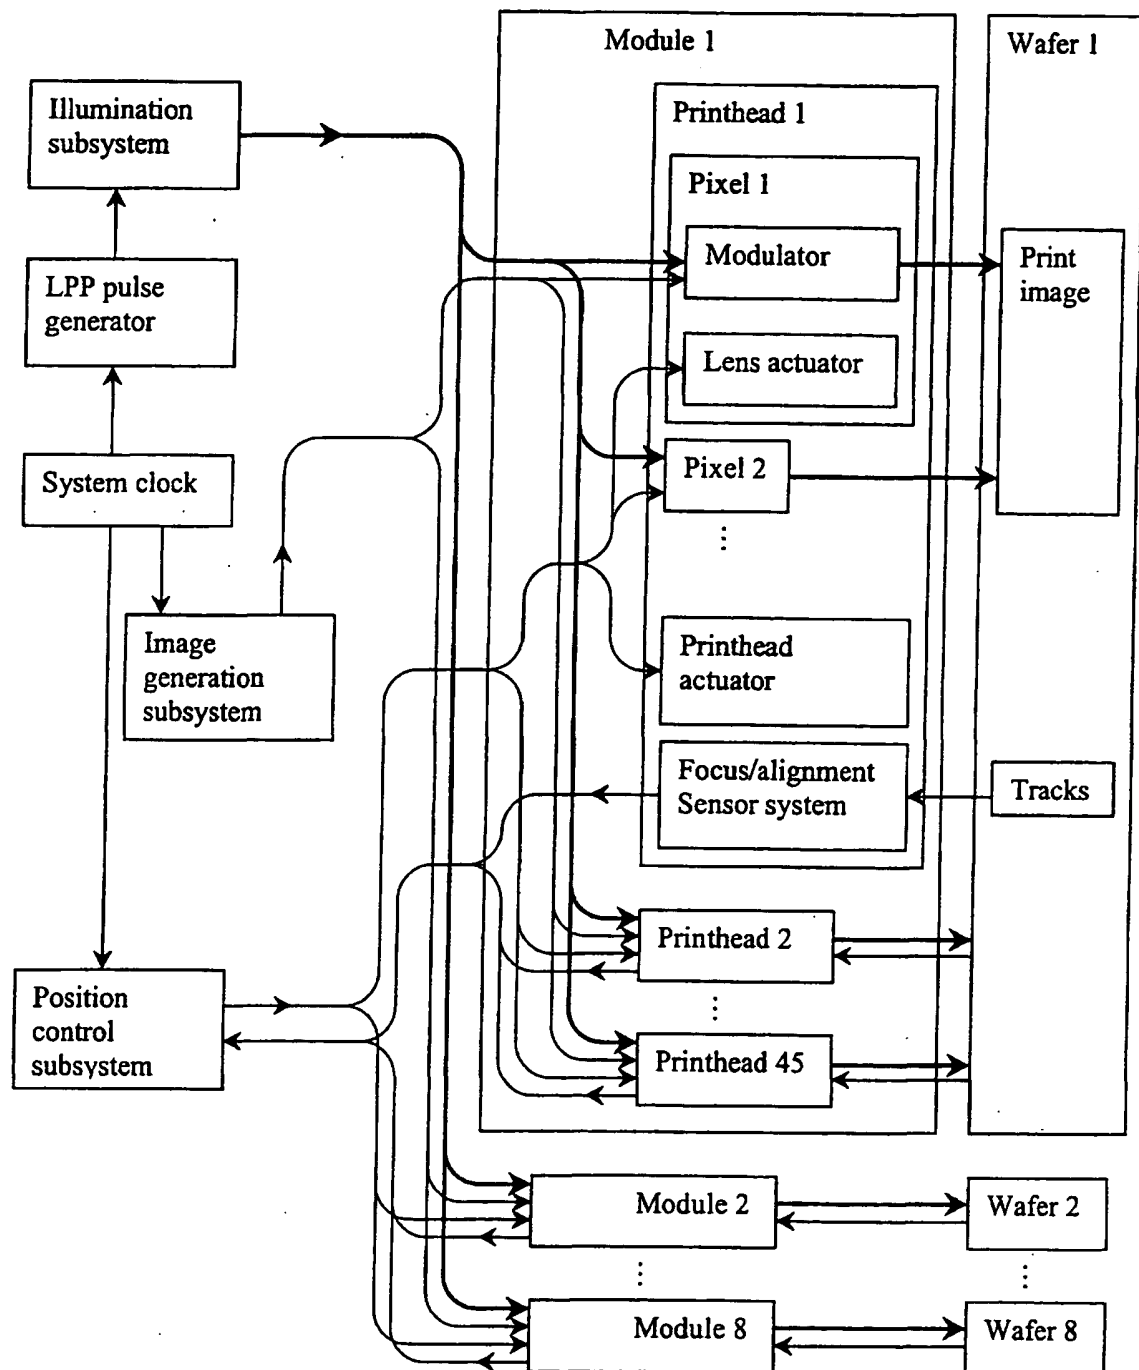 Module 1
Wafer 1
Illumination
subsystem
Printhead 1
Pixel 1
Modulator
Print
image
LPP pulse
generator
Lens actuator
System clock
Pixel 2
Image
generation
subsystem
Printhead
actuator
Focus/alignment
Sensor system
Tracks
Printhead 2
Position
control
subsystem
Printhead 45
Module 2
Wafer 2
Module 8
Wafer 8